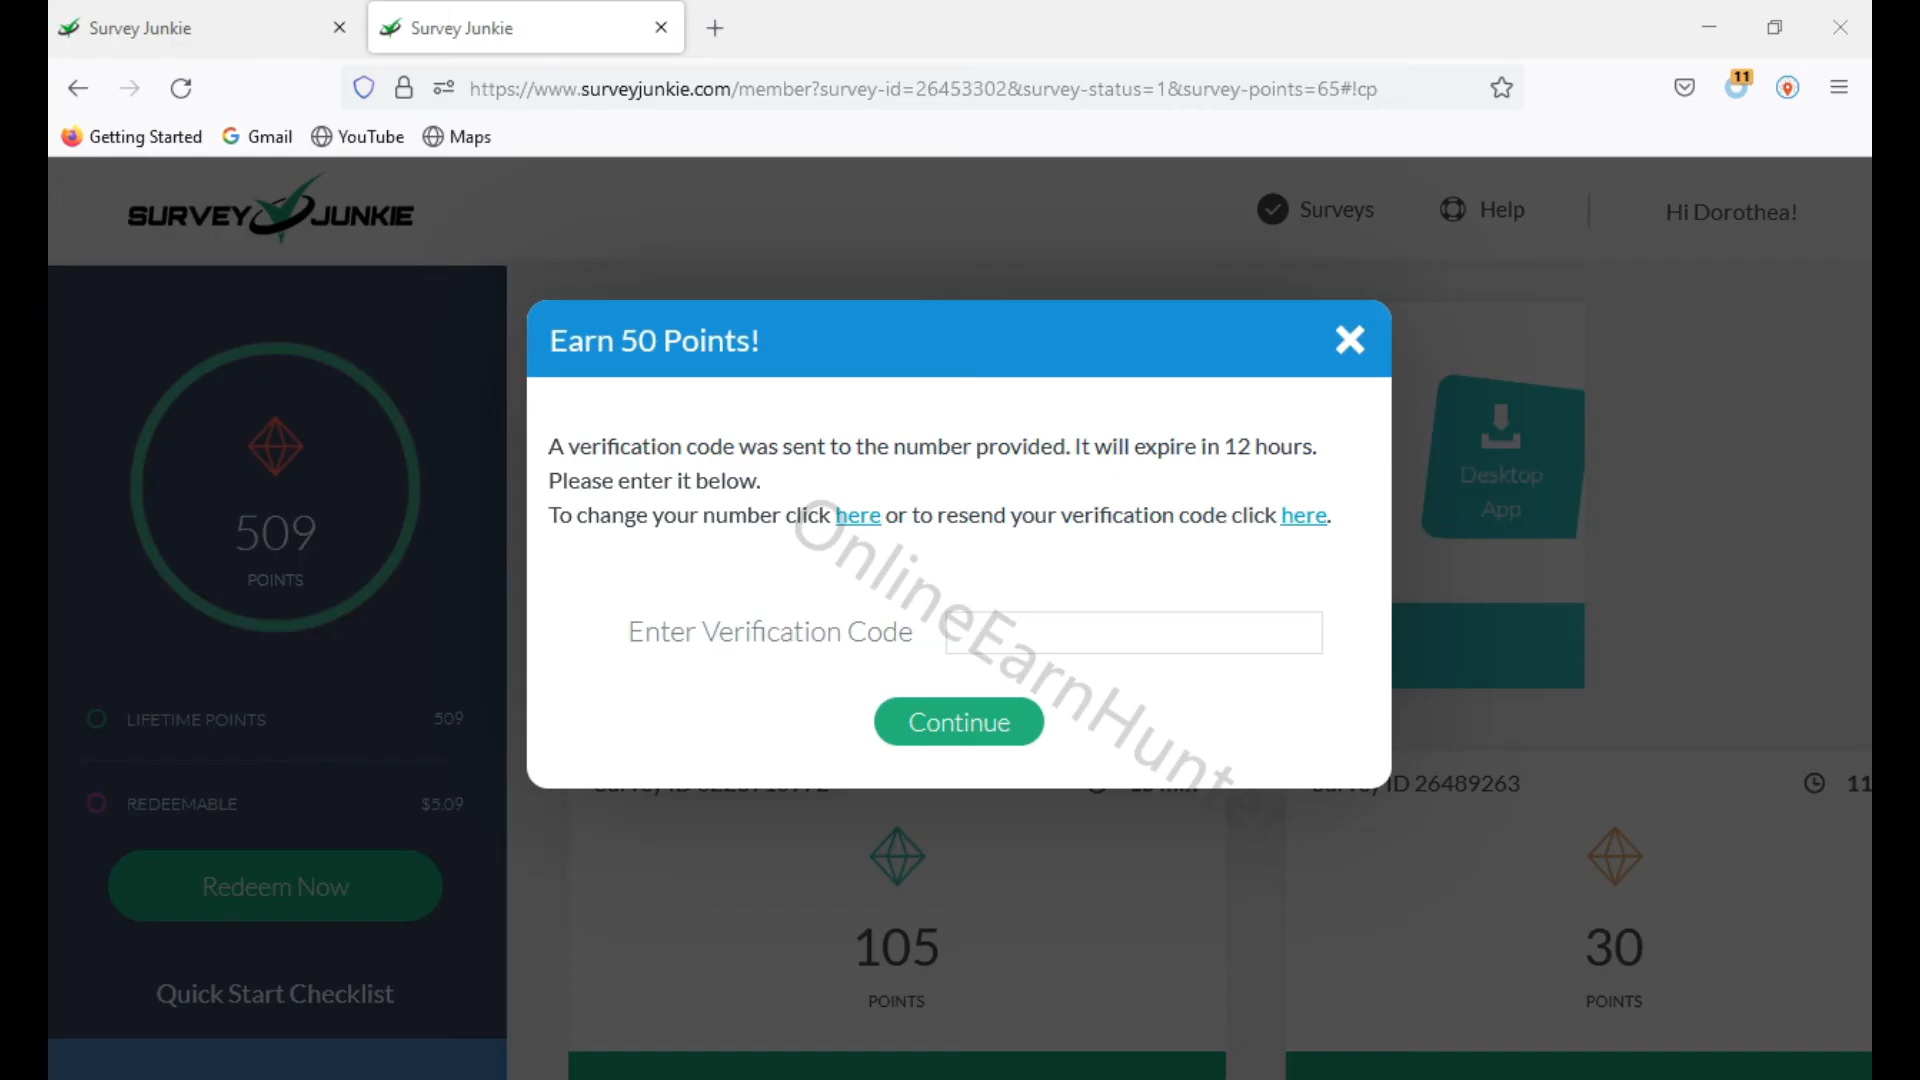 Survey Junkie
Survey Junkie
11
https://www.surveyjunkie.com/member?survey-id=26453302&survey-status=1&survey-points=65#!cp
Getting Started
Gmail
YouTube
Maps
SURVEY JUNKIE
Surveys
Help
Hi Dorothea!
Earn 50 Points!
A verification code was sent to the number provided. It will expire in 12 hours.
Please enter it below.
To change your number click here or to resend your verification code click here.
Enter Verification Code
Continue
OnlineEarnHunter
Desktop
App
509
POINTS
LIFETIME POINTS 509
REDEEMABLE $5.09
Redeem Now
Quick Start Checklist
Survey ID 26489263
11
105
POINTS
30
POINTS